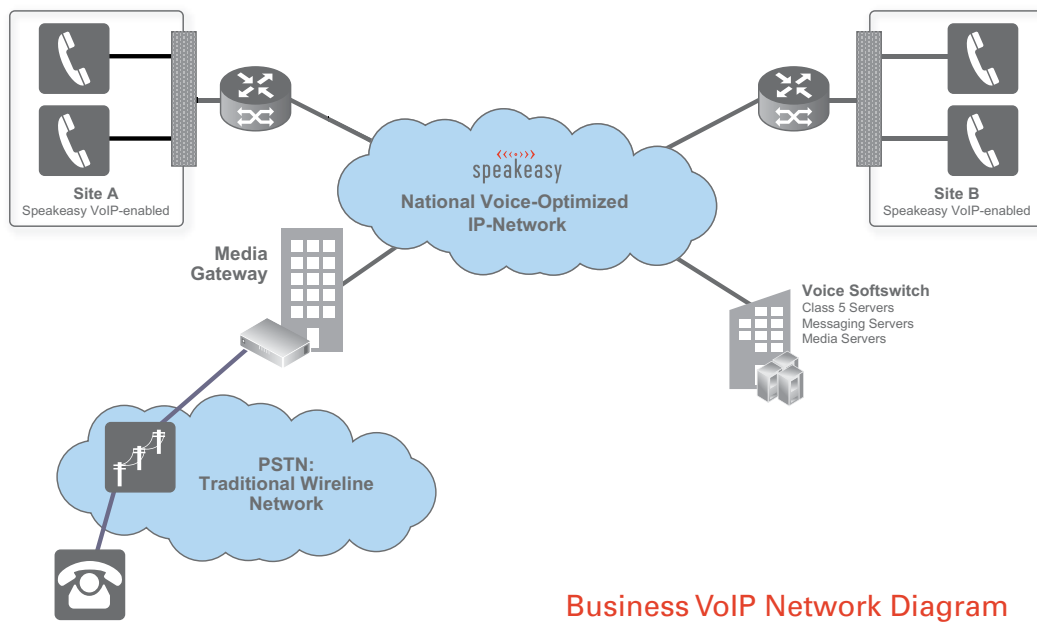 Site A
Speakeasy VoIP-enabled
speakeasy
National Voice-Optimized
IP-Network
Site B
Speakeasy VoIP-enabled
Media
Gateway
Voice Softswitch
Class 5 Servers
Messaging Servers
Media Servers
PSTN:
Traditional Wireline
Network
Business VoIP Network Diagram